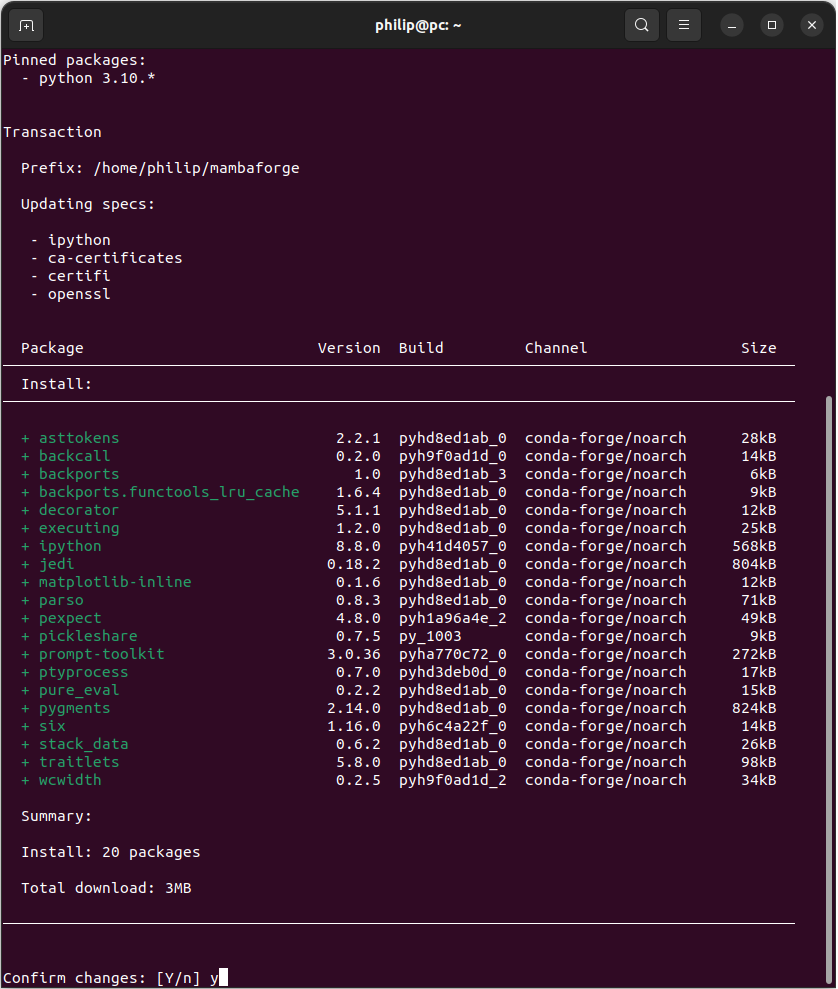 philip@pc: ~
Pinned packages:
  - python 3.10.*
Transaction
  Prefix: /home/philip/mambaforge
  Updating specs:
   - ipython
   - ca-certificates
   - certifi
   - openssl
  Package                          Version  Build          Channel                 Size
  Install:
  + asttokens                        2.2.1  pyhd8ed1ab_0  conda-forge/noarch      28kB
  + backcall                         0.2.0  pyh9f0ad1d_0  conda-forge/noarch      14kB
  + backports                          1.0  pyhd8ed1ab_3  conda-forge/noarch       6kB
  + backports.functools_lru_cache    1.6.4  pyhd8ed1ab_0  conda-forge/noarch       9kB
  + decorator                        5.1.1  pyhd8ed1ab_0  conda-forge/noarch      12kB
  + executing                        1.2.0  pyhd8ed1ab_0  conda-forge/noarch      25kB
  + ipython                          8.8.0  pyh41d4057_0  conda-forge/noarch     568kB
  + jedi                            0.18.2  pyhd8ed1ab_0  conda-forge/noarch     804kB
  + matplotlib-inline                0.1.6  pyhd8ed1ab_0  conda-forge/noarch      12kB
  + parso                            0.8.3  pyhd8ed1ab_0  conda-forge/noarch      71kB
  + pexpect                          4.8.0  pyh1a96a4e_2  conda-forge/noarch      49kB
  + pickleshare                      0.7.5  py_1003       conda-forge/noarch       9kB
  + prompt-toolkit                  3.0.36  pyha770c72_0  conda-forge/noarch     272kB
  + ptyprocess                       0.7.0  pyhd3deb0d_0  conda-forge/noarch      17kB
  + pure_eval                        0.2.2  pyhd8ed1ab_0  conda-forge/noarch      15kB
  + pygments                        2.14.0  pyhd8ed1ab_0  conda-forge/noarch     824kB
  + six                             1.16.0  pyh6c4a22f_0  conda-forge/noarch      14kB
  + stack_data                       0.6.2  pyhd8ed1ab_0  conda-forge/noarch      26kB
  + traitlets                        5.8.0  pyhd8ed1ab_0  conda-forge/noarch      98kB
  + wcwidth                          0.2.5  pyh9f0ad1d_2  conda-forge/noarch      34kB
  Summary:
  Install: 20 packages
  Total download: 3MB
Confirm changes: [Y/n] y